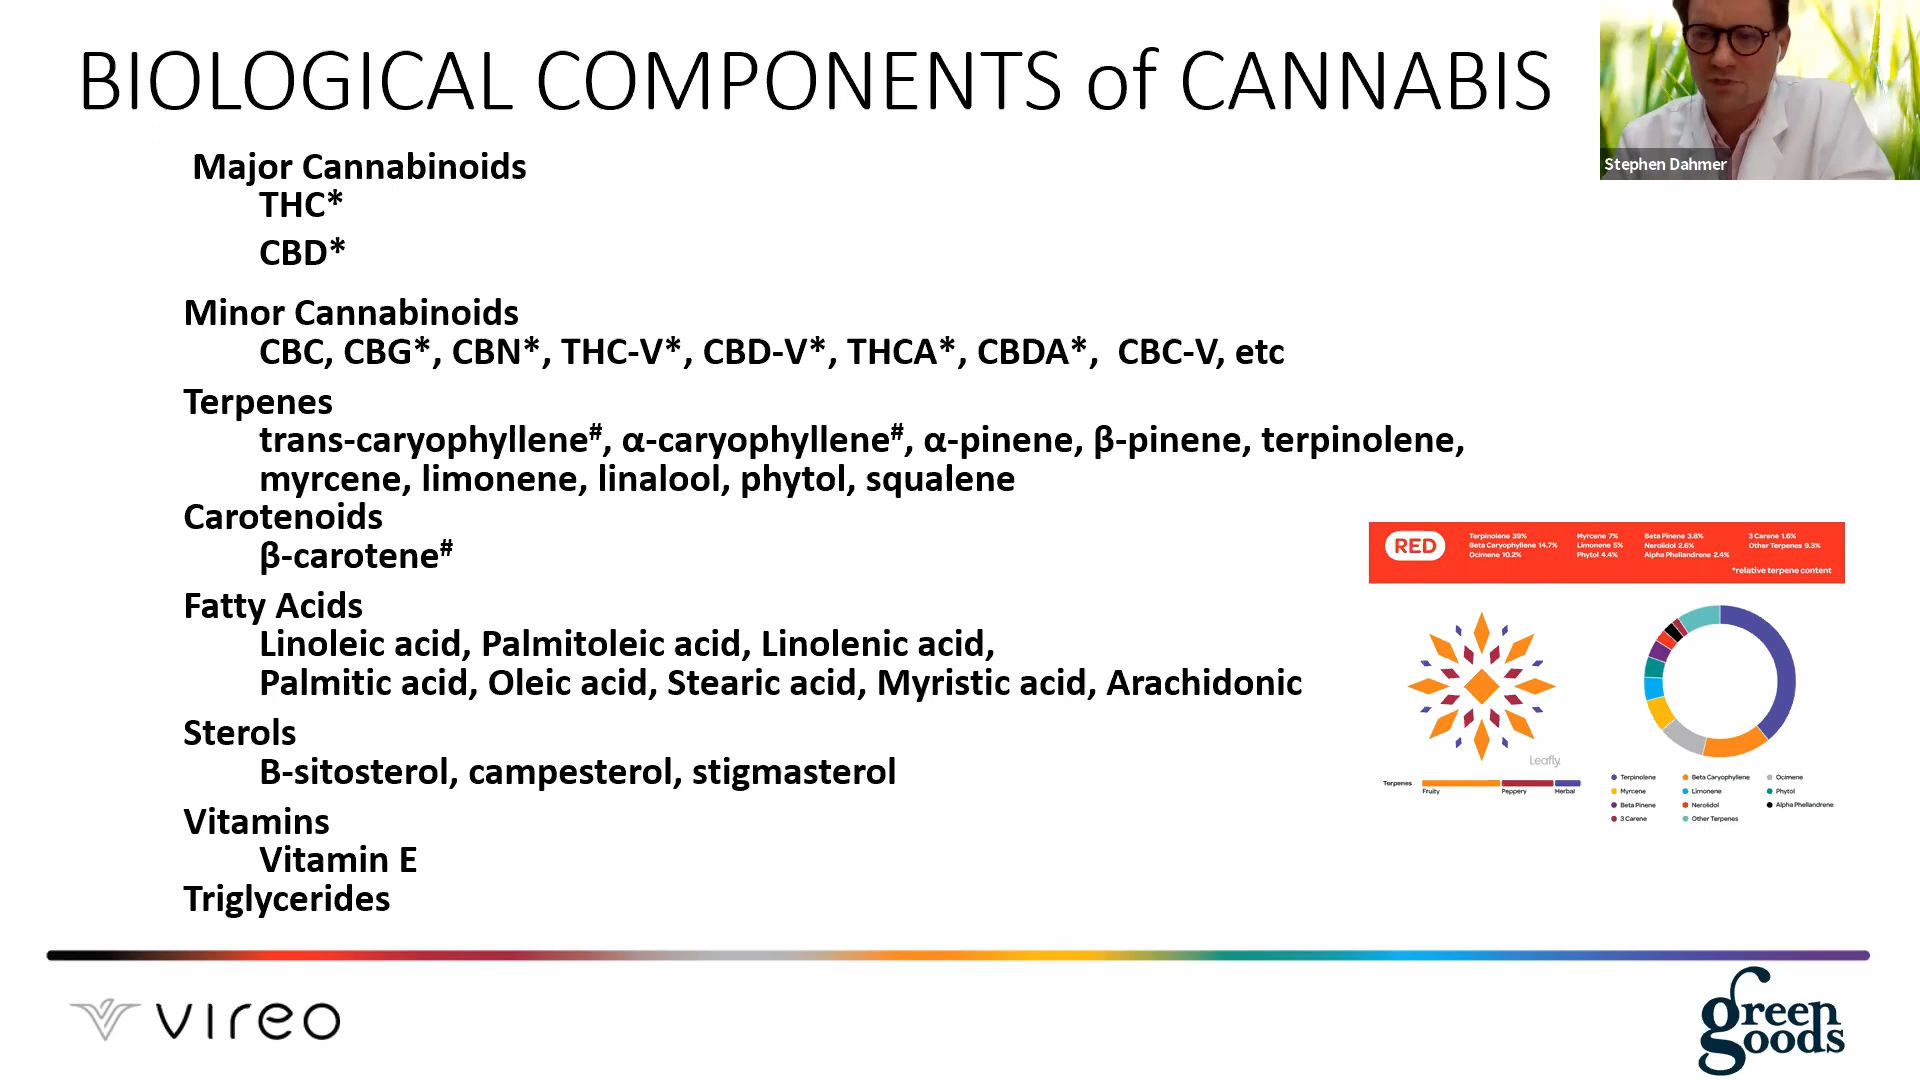 BIOLOGICAL COMPONENTS of CANNABIS
Stephen Dahmer
Major Cannabinoids
THC*
CBD*
Minor Cannabinoids
CBC, CBG*, CBN*, THC-V*, CBD-V*, THCA*, CBDA*, CBC-V, etc
Terpenes
trans-caryophyllene#, α-caryophyllene#, α-pinene, β-pinene, terpinolene,
myrcene, limonene, linalool, phytol, squalene
Carotenoids
β-carotene#
Fatty Acids
Linoleic acid, Palmitoleic acid, Linolenic acid,
Palmitic acid, Oleic acid, Stearic acid, Myristic acid, Arachidonic
Sterols
B-sitosterol, campesterol, stigmasterol
Vitamins
Vitamin E
Triglycerides
RED
Terpinolene 39% Myrcene 7% Beta Pinene 3.8% 3 Carene 1.6%
Beta Caryophyllene 14.7% Limonene 5% Nerolidol 2.6% Other Terpenes 9.3%
Ocimene 10.2% Phytol 4.4% Alpha Phellandrene 2.4%
*relative terpene content
Leafly.
Terpenes
Fruity Peppery Herbal
Terpinolene Beta Caryophyllene Ocimene
Myrcene Limonene Phytol
Beta Pinene Nerolidol Alpha Phellandrene
3 Carene Other Terpenes
vireo
green
goods